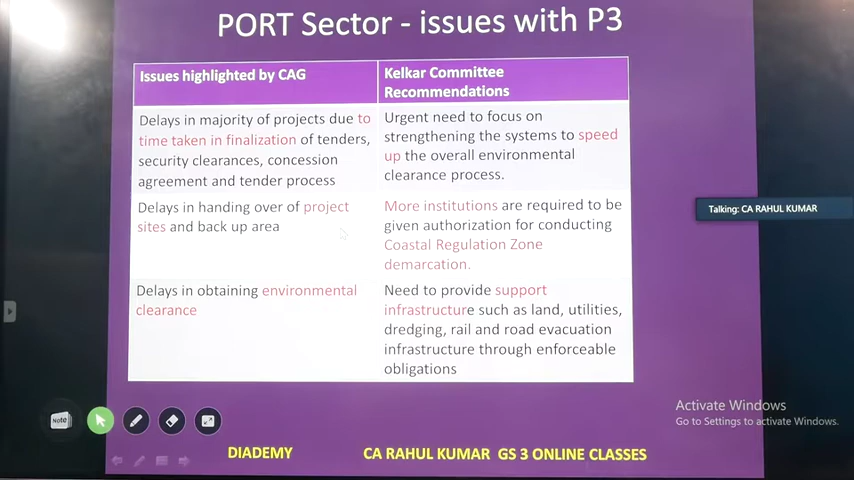 PORT Sector - issues with P3
Issues highlighted by CAG
Kelkar Committee
Recommendations
Delays in majority of projects due to
time taken in finalization of tenders,
security clearances, concession
agreement and tender process
Urgent need to focus on
strengthening the systems to speed
up the overall environmental
clearance process.
Delays in handing over of project
sites and back up area
More institutions are required to be
given authorization for conducting
Coastal Regulation Zone
demarcation.
Delays in obtaining environmental
clearance
Need to provide support
infrastructure such as land, utilities,
dredging, rail and road evacuation
infrastructure through enforceable
obligations
Talking: CA RAHUL KUMAR
Activate Windows
Go to Settings to activate Windows.
Note
DIADEMY
CA RAHUL KUMAR GS 3 ONLINE CLASSES